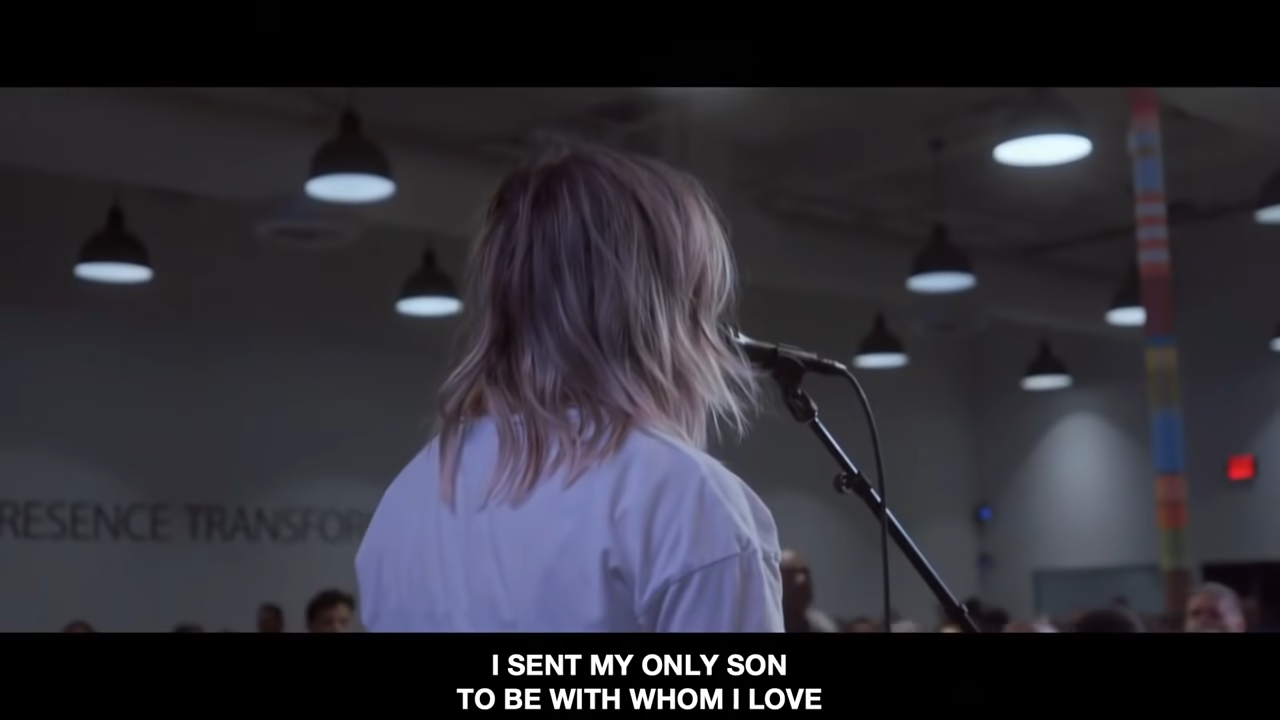 RESENCE TRANSFOR
I SENT MY ONLY SON
TO BE WITH WHOM I LOVE